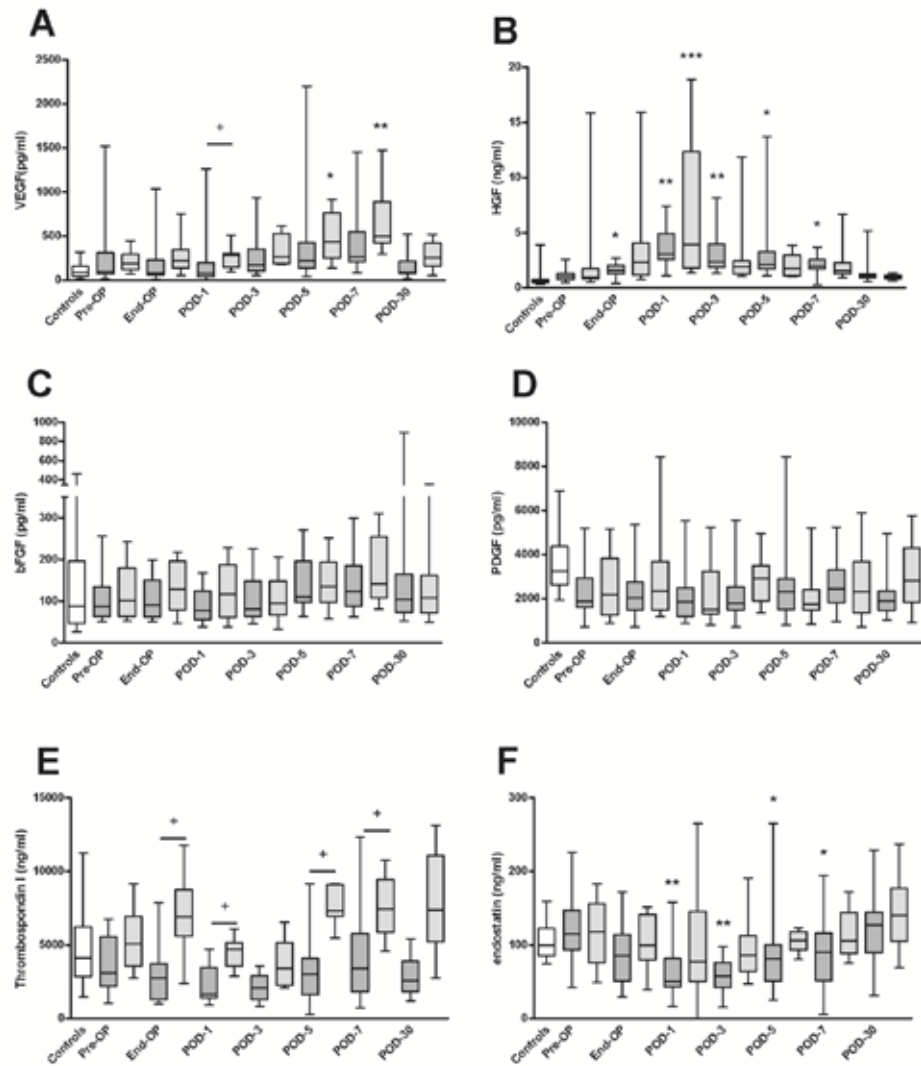 A
VEGF(pg/ml)
2500
2000
1500
1000
500
0
+
*
**
Controls
Pre-OP
End-OP
POD-1
POD-3
POD-5
POD-7
POD-30
B
HGF (ng/ml)
20
15
10
5
0
*
**
***
**
*
*
Controls
Pre-OP
End-OP
POD-1
POD-3
POD-5
POD-7
POD-30
C
bFGF (pg/ml)
1000
800
600
400
300
200
100
0
Controls
Pre-OP
End-OP
POD-1
POD-3
POD-5
POD-7
POD-30
D
PDGF (pg/ml)
10000
8000
6000
4000
2000
0
Controls
Pre-OP
End-OP
POD-1
POD-3
POD-5
POD-7
POD-30
E
Thrombospondin I (ng/ml)
15000
10000
5000
0
+
+
+
+
Controls
Pre-OP
End-OP
POD-1
POD-3
POD-5
POD-7
POD-30
F
endostatin (ng/ml)
300
200
100
0
**
**
*
*
Controls
Pre-OP
End-OP
POD-1
POD-3
POD-5
POD-7
POD-30